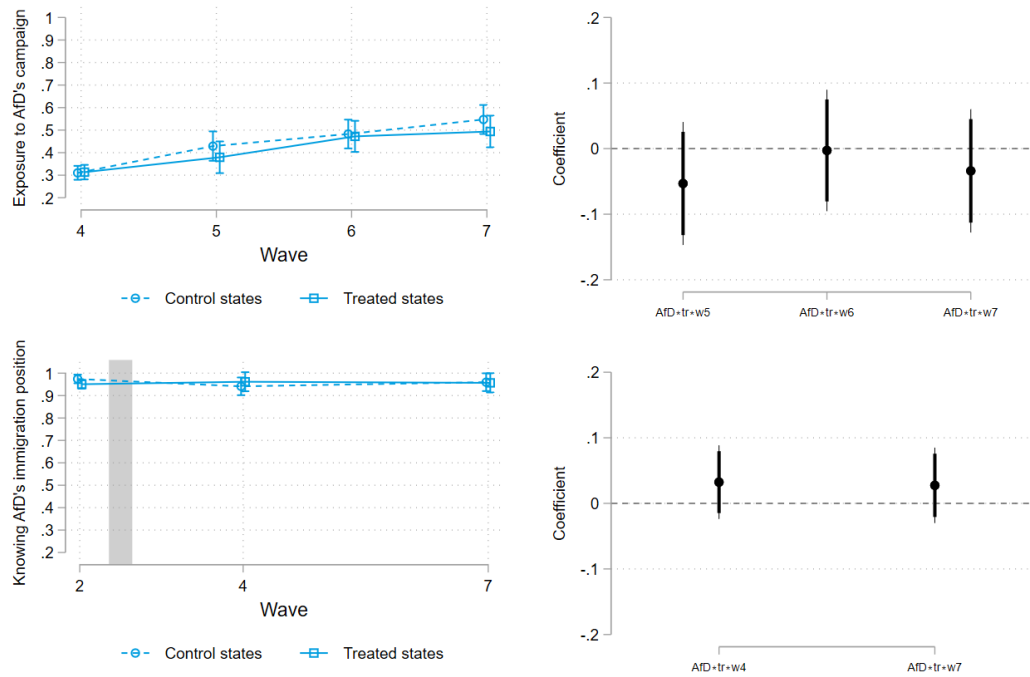 Exposure to AfD's campaign
1
.9
.8
.7
.6
.5
.4
.3
.2
4 5 6 7
Wave
Control states Treated states
Coefficient
.2
.1
0
-.1
-.2
AfD*tr*w5 AfD*tr*w6 AfD*tr*w7
Knowing AfD's immigration position
1
.9
.8
.7
.6
.5
.4
.3
.2
2 4 7
Wave
Control states Treated states
Coefficient
.2
.1
0
-.1
-.2
AfD*tr*w4 AfD*tr*w7